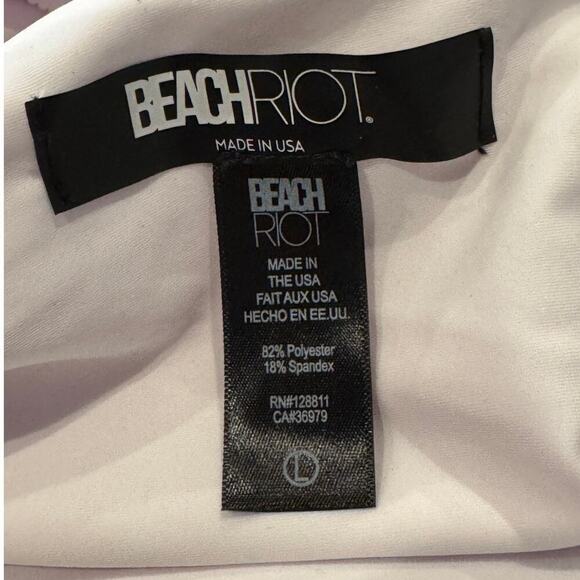 BEACHRIOT®
MADE IN USA
BEACH
RIOT
MADE IN
THE USA
FAIT AUX USA
HECHO EN EE.UU.
82% Polyester
18% Spandex
RN#128811
CA#36979
L